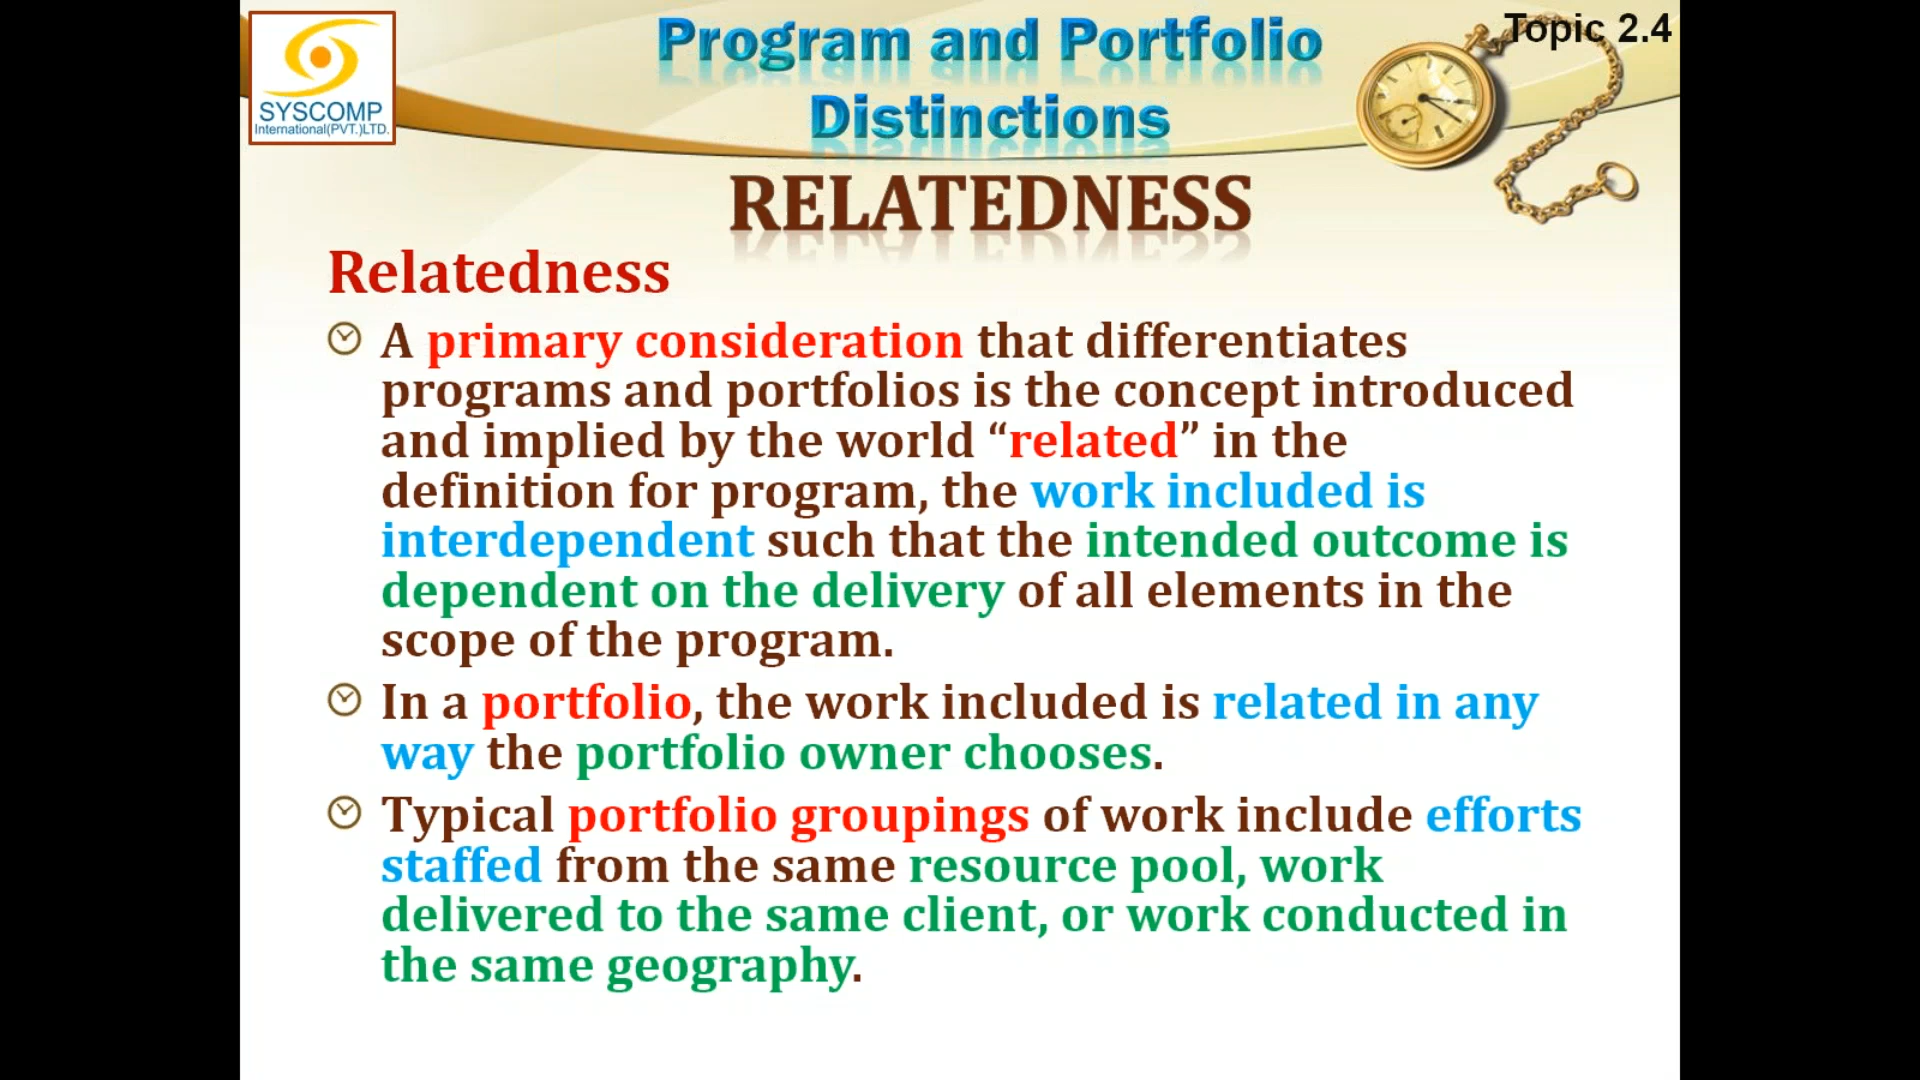 SYSCOMP
International(PVT.)LTD.
Program and Portfolio
Distinctions
Topic 2.4
RELATEDNESS
Relatedness
A primary consideration that differentiates
programs and portfolios is the concept introduced
and implied by the world “related” in the
definition for program, the work included is
interdependent such that the intended outcome is
dependent on the delivery of all elements in the
scope of the program.
In a portfolio, the work included is related in any
way the portfolio owner chooses.
Typical portfolio groupings of work include efforts
staffed from the same resource pool, work
delivered to the same client, or work conducted in
the same geography.